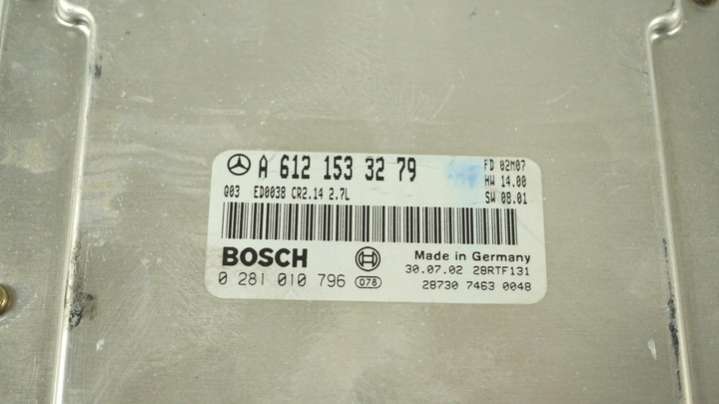 A 612 153 32 79
FD 02M07
HW 14.00
Q03 ED0038 CR2.14 2.7L
SW 08.01
BOSCH
Made in Germany
0 281 010 796 078
30.07.02 28RTF131
28730 7463 0048